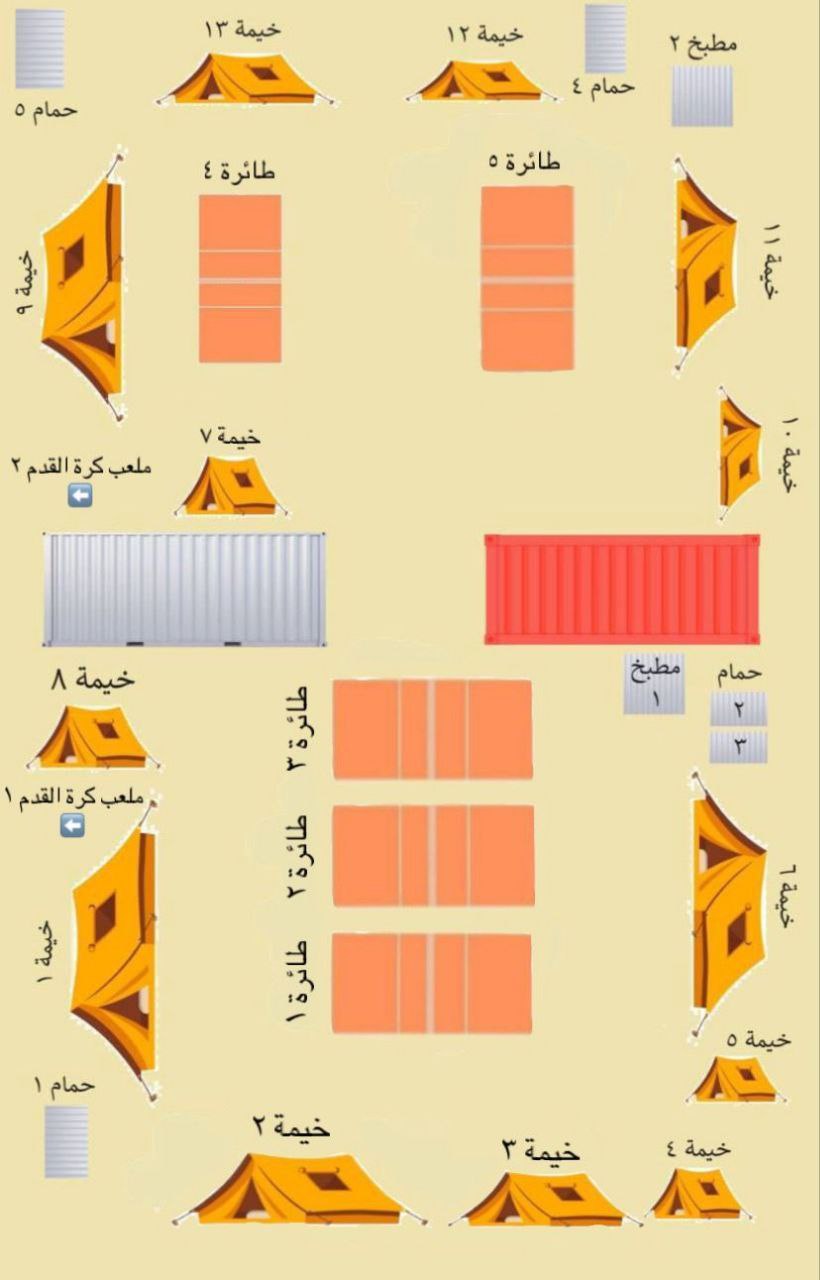 خيمة ١٣
خيمة ١٢
مطبخ ٢
حمام ٤
حمام ٥
طائرة ٥
طائرة ٤
خيمة ١١
خيمة ٩
خيمة ١٠
خيمة ٧
ملعب كرة القدم ٢
مطبخ
١
حمام
٢
٣
خيمة ٨
طائرة ٣
ملعب كرة القدم ١
طائرة ٢
خيمة ٦
خيمة ١
طائرة ١
خيمة ٥
حمام ١
خيمة ٢
خيمة ٣
خيمة ٤